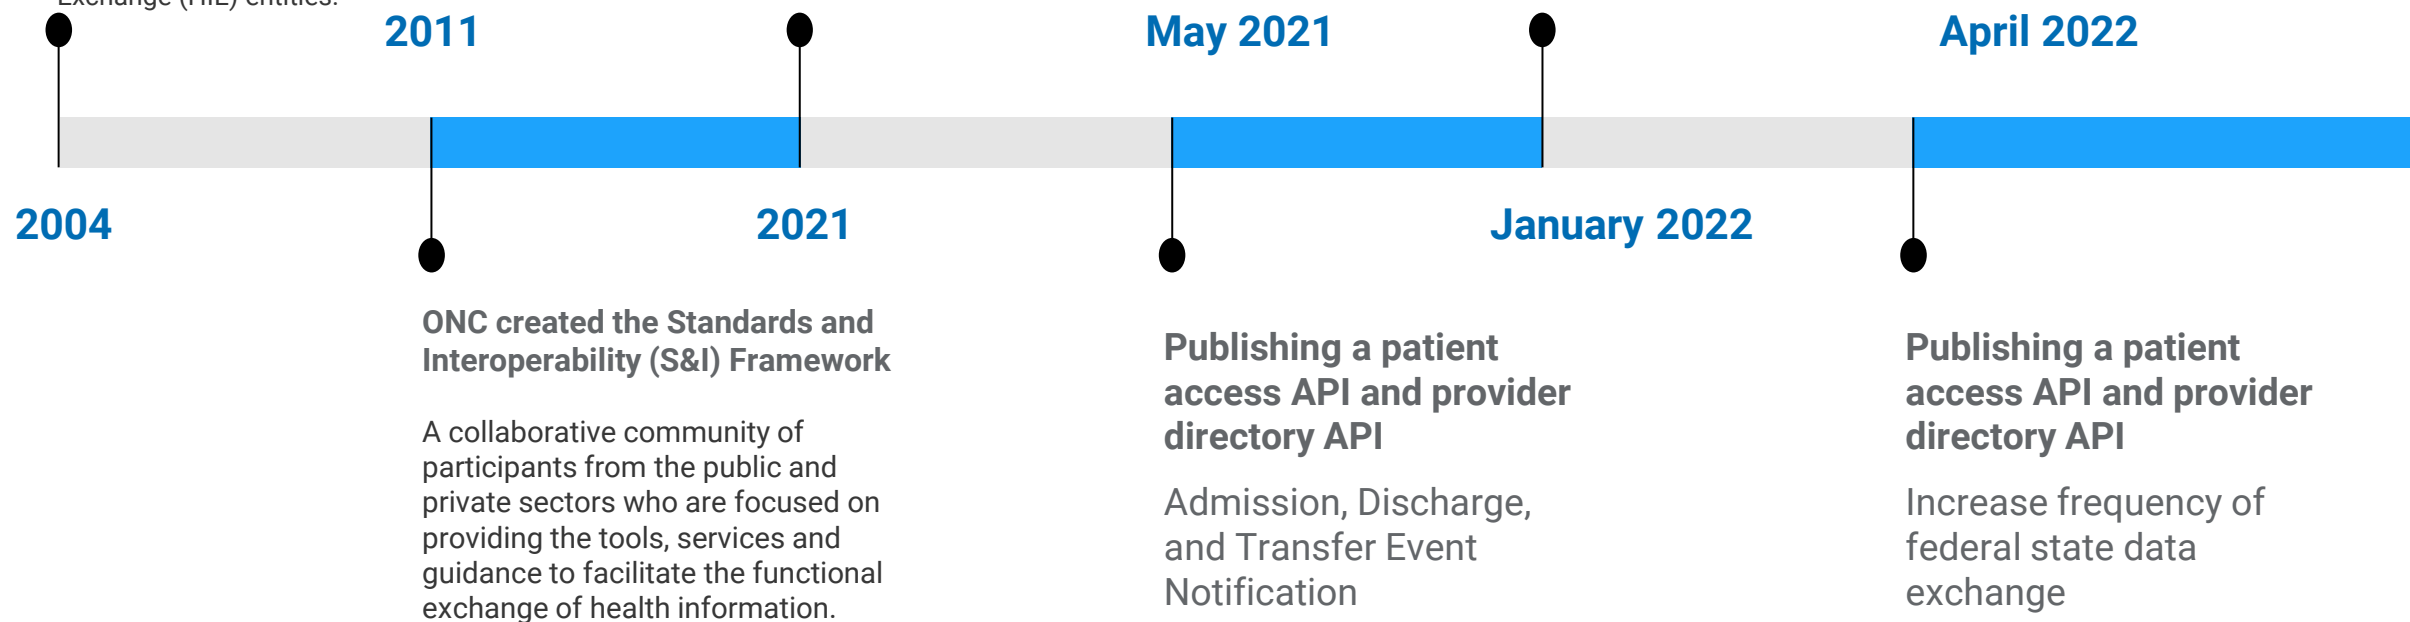 Exchange (HIE) entities.
2011
May 2021
April 2022
2004
2021
January 2022
ONC created the Standards and
Interoperability (S&I) Framework
A collaborative community of
participants from the public and
private sectors who are focused on
providing the tools, services and
guidance to facilitate the functional
exchange of health information.
Publishing a patient
access API and provider
directory API
Admission, Discharge,
and Transfer Event
Notification
Publishing a patient
access API and provider
directory API
Increase frequency of
federal state data
exchange